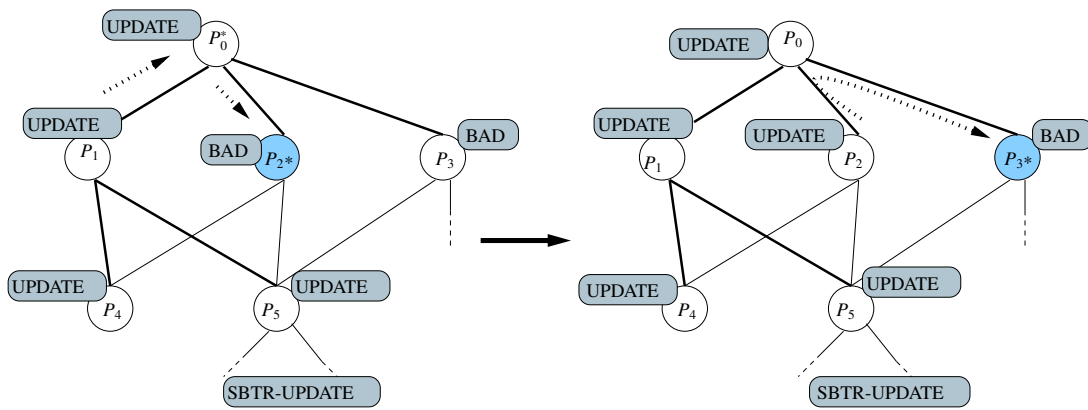 UPDATE
P*0
UPDATE
P1
BAD
P2*
P3
BAD
UPDATE
P4
P5
UPDATE
SBTR-UPDATE
UPDATE
P0
UPDATE
P1
UPDATE
P2
P3*
BAD
UPDATE
P4
P5
UPDATE
SBTR-UPDATE